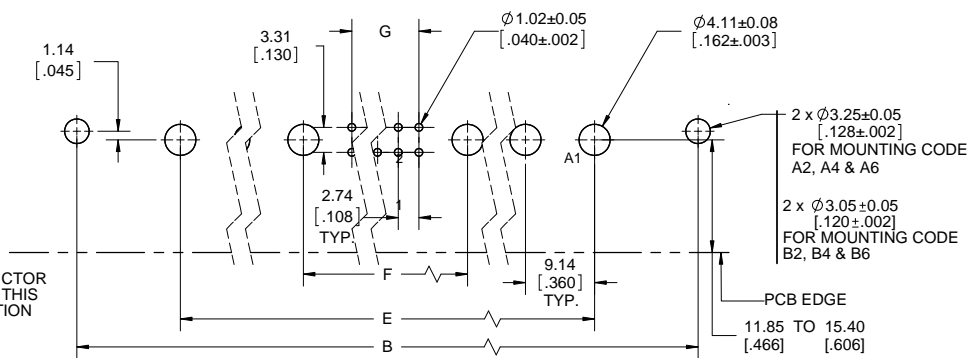 G
Ø1.02±0.05
[.040±.002]
Ø4.11±0.08
[.162±.003]
1.14
[.045]
3.31
[.130]
2 x Ø3.25±0.05
[.128±.002]
FOR MOUNTING CODE
A2, A4 & A6
2 x Ø3.05±0.05
[.120±.002]
FOR MOUNTING CODE
B2, B4 & B6
A1
2
1
2.74
[.108]
TYP.
F
9.14
[.360]
TYP.
CTOR
THIS
TION
PCB EDGE
E
11.85 TO 15.40
[.466] [.606]
B